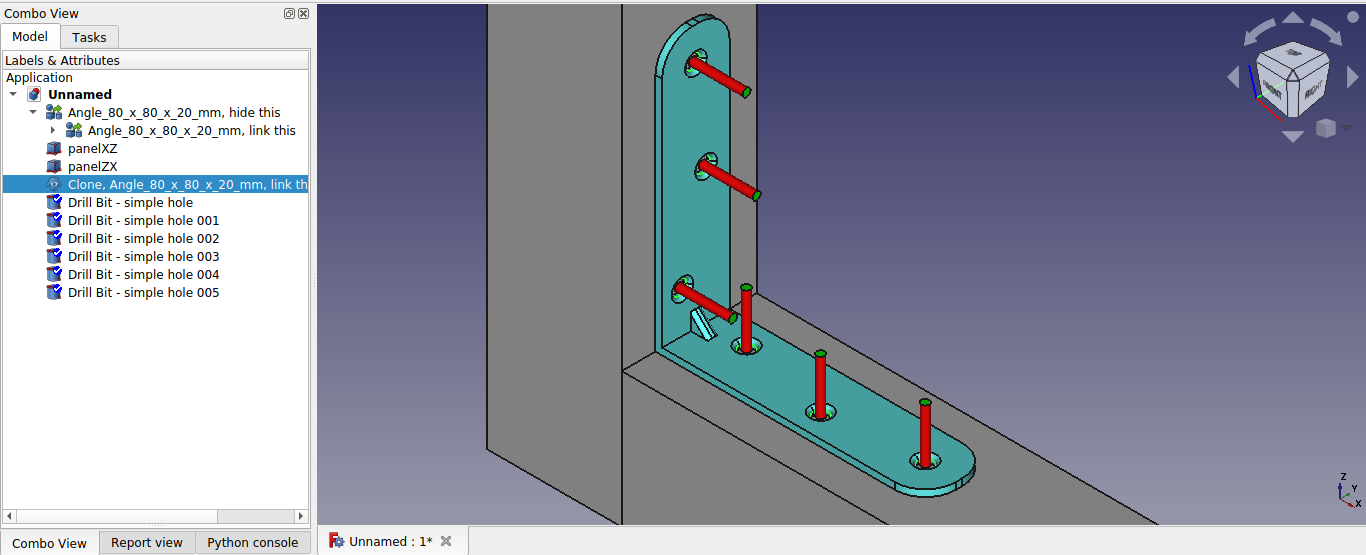 Combo View
Model
Tasks
Labels & Attributes
Application
Unnamed
Angle_80_x_80_x_20_mm, hide this
Angle_80_x_80_x_20_mm, link this
panelXZ
panelZX
Clone, Angle_80_x_80_x_20_mm, link th
Drill Bit - simple hole
Drill Bit - simple hole 001
Drill Bit - simple hole 002
Drill Bit - simple hole 003
Drill Bit - simple hole 004
Drill Bit - simple hole 005
Combo View
Report view
Python console
FRONT
RIGHT
Z
Y
X
Unnamed : 1*